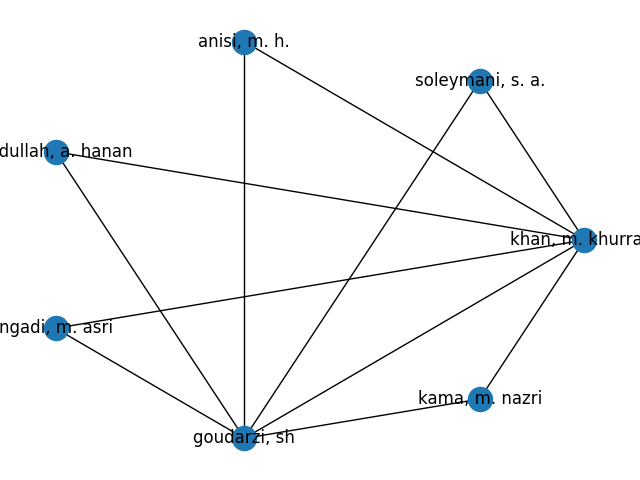 anisi, m. h.
soleymani, s. a.
dullah, a. hanan
khan, m. khurra
ngadi, m. asri
kama, m. nazri
goudarzi, sh